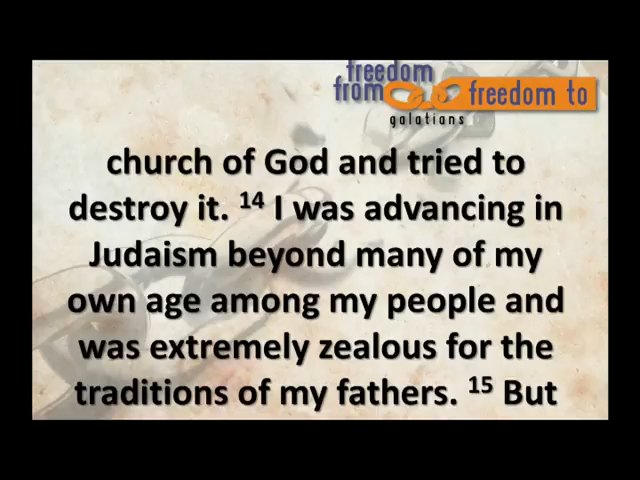 freedom
from freedom to
galatians
church of God and tried to
destroy it. 14 I was advancing in
Judaism beyond many of my
own age among my people and
was extremely zealous for the
traditions of my fathers. 15 But